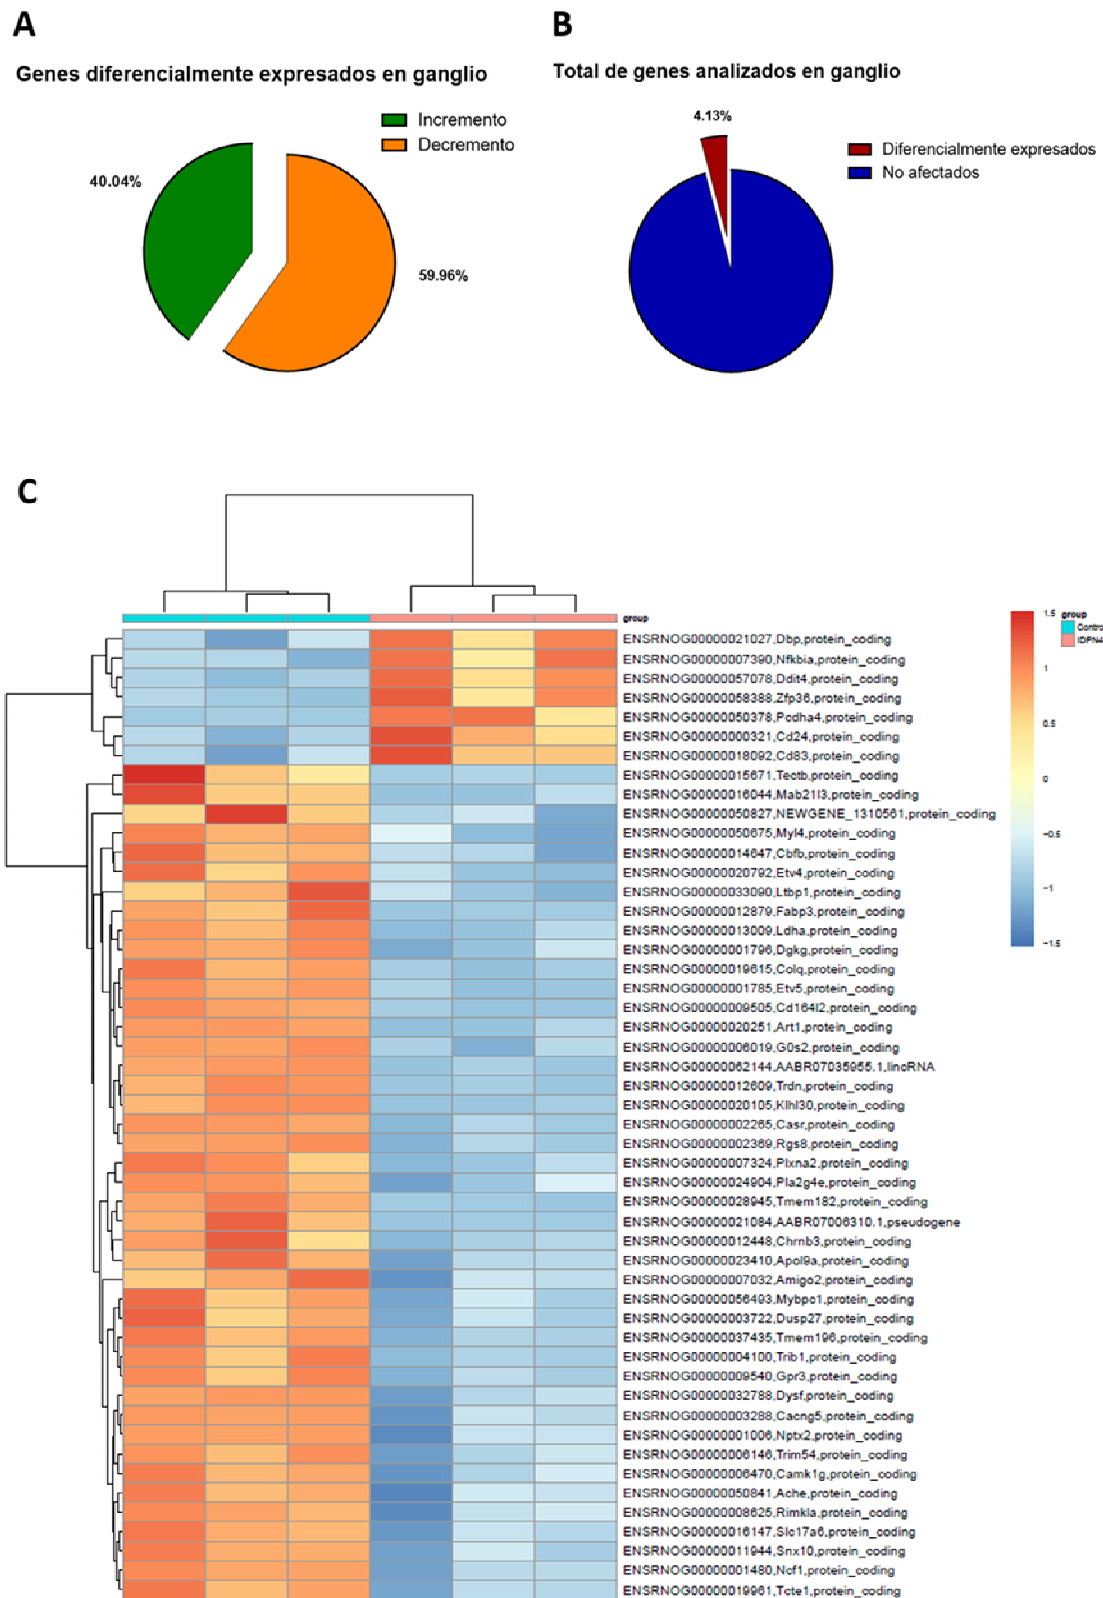 A
B
Genes diferencialmente expresados en ganglio
Total de genes analizados en ganglio
Incremento
Decremento
40.04%
59.96%
4.13%
Diferencialmente expresados
No afectados
C
group
ENSRNOG00000021027,Dbp,protein_coding
ENSRNOG00000007390,Nfkbia,protein_coding
ENSRNOG00000057078,Ddit4,protein_coding
ENSRNOG00000058388,Zfp36,protein_coding
ENSRNOG00000050378,Pcdha4,protein_coding
ENSRNOG00000000321,Cd24,protein_coding
ENSRNOG00000018092,Cd83,protein_coding
ENSRNOG00000015671,Tectb,protein_coding
ENSRNOG00000016044,Mab21l3,protein_coding
ENSRNOG00000050827,NEWGENE_1310561,protein_coding
ENSRNOG00000050675,Myl4,protein_coding
ENSRNOG00000014647,Cbfb,protein_coding
ENSRNOG00000020792,Etv4,protein_coding
ENSRNOG00000033090,Ltbp1,protein_coding
ENSRNOG00000012879,Fabp3,protein_coding
ENSRNOG00000013009,Ldha,protein_coding
ENSRNOG00000001796,Dgkg,protein_coding
ENSRNOG00000019615,Colq,protein_coding
ENSRNOG00000001785,Etv5,protein_coding
ENSRNOG00000009505,Cd164l2,protein_coding
ENSRNOG00000020251,Art1,protein_coding
ENSRNOG00000006019,G0s2,protein_coding
ENSRNOG00000062144,AABR07035955.1,lincRNA
ENSRNOG00000012609,Trdn,protein_coding
ENSRNOG00000020105,Klhl30,protein_coding
ENSRNOG00000002265,Casr,protein_coding
ENSRNOG00000002369,Rgs8,protein_coding
ENSRNOG00000007324,Plxna2,protein_coding
ENSRNOG00000024904,Pla2g4e,protein_coding
ENSRNOG00000028945,Tmem182,protein_coding
ENSRNOG00000021084,AABR07006310.1,pseudogene
ENSRNOG00000012448,Chrnb3,protein_coding
ENSRNOG00000023410,Apol9a,protein_coding
ENSRNOG00000007032,Amigo2,protein_coding
ENSRNOG00000056493,Mybpc1,protein_coding
ENSRNOG00000003722,Dusp27,protein_coding
ENSRNOG00000037435,Tmem196,protein_coding
ENSRNOG00000004100,Trib1,protein_coding
ENSRNOG00000009540,Gpr3,protein_coding
ENSRNOG00000032788,Dysf,protein_coding
ENSRNOG00000003288,Cacng5,protein_coding
ENSRNOG00000001006,Nptx2,protein_coding
ENSRNOG00000006146,Trim54,protein_coding
ENSRNOG00000006470,Camk1g,protein_coding
ENSRNOG00000050841,Ache,protein_coding
ENSRNOG00000008625,Rimkla,protein_coding
ENSRNOG00000016147,Slc17a6,protein_coding
ENSRNOG00000011944,Snx10,protein_coding
ENSRNOG00000001480,Ncf1,protein_coding
ENSRNOG00000019961,Tcte1,protein_coding
1.5
1
0.5
0
−0.5
−1
−1.5
group
Contro
IDPN4